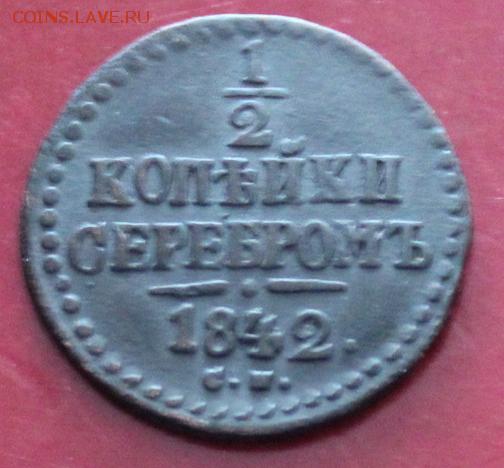 COINS.LAVE.RU
1
2
КОПѢЙКИ
СЕРЕБРОМЪ
1842.